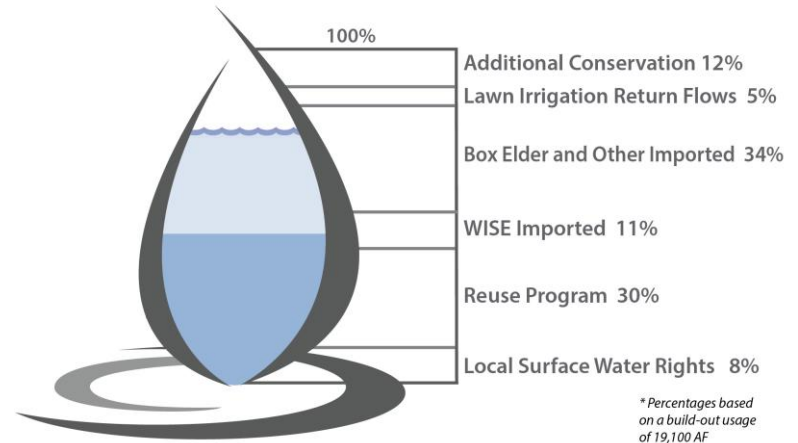 100%
Additional Conservation 12%
Lawn Irrigation Return Flows 5%
Box Elder and Other Imported 34%
WISE Imported 11%
Reuse Program 30%
Local Surface Water Rights 8%
* Percentages based
on a build-out usage
of 19,100 AF